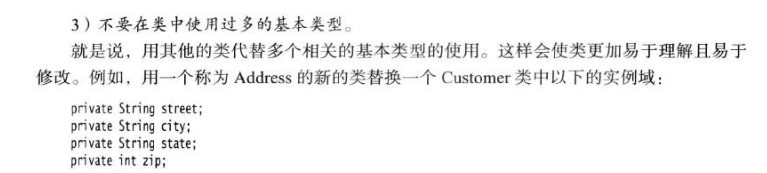 3）不要在类中使用过多的基本类型。
就是说，用其他的类代替多个相关的基本类型的使用。这样会使类更加易于理解且易于
修改。例如，用一个称为 Address 的新的类替换一个 Customer 类中以下的实例域：
private String street;
private String city;
private String state;
private int zip;